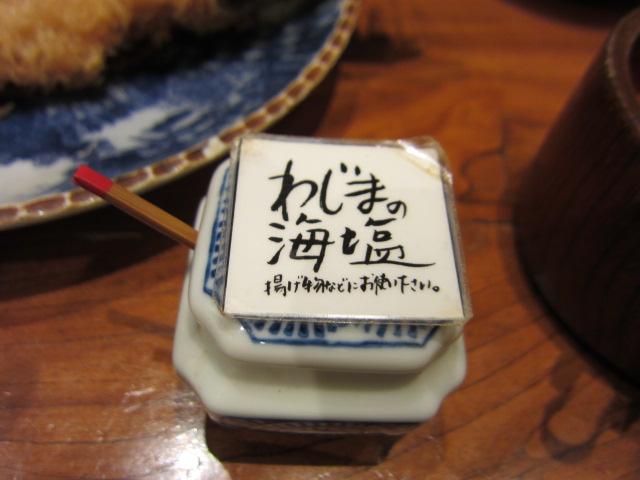 わじまの
海塩
揚げ物などにお使い下さい。